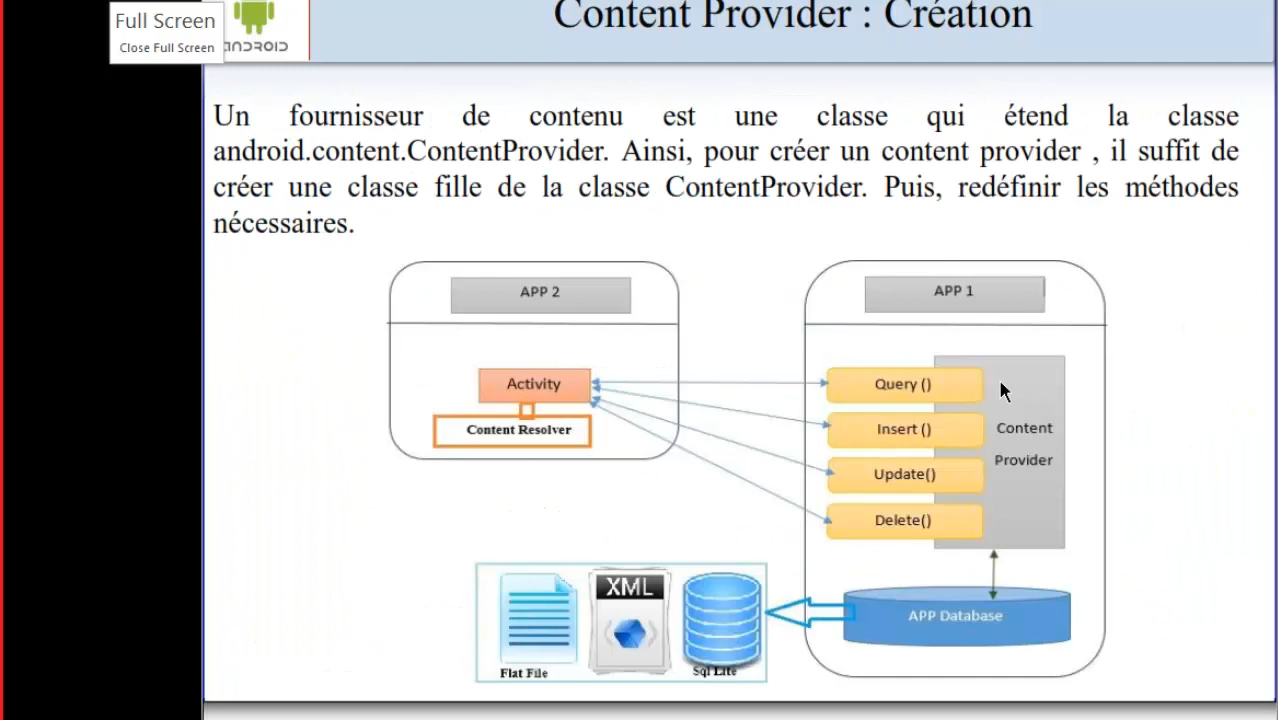 Full Screen
Close Full Screen
ANDROID
Content Provider : Création
Un fournisseur de contenu est une classe qui étend la classe
android.content.ContentProvider. Ainsi, pour créer un content provider , il suffit de
créer une classe fille de la classe ContentProvider. Puis, redéfinir les méthodes
nécessaires.
APP 2
Activity
Content Resolver
APP 1
Query ()
Insert ()
Update()
Delete()
Content
Provider
APP Database
XML
Flat File
Sql Lite